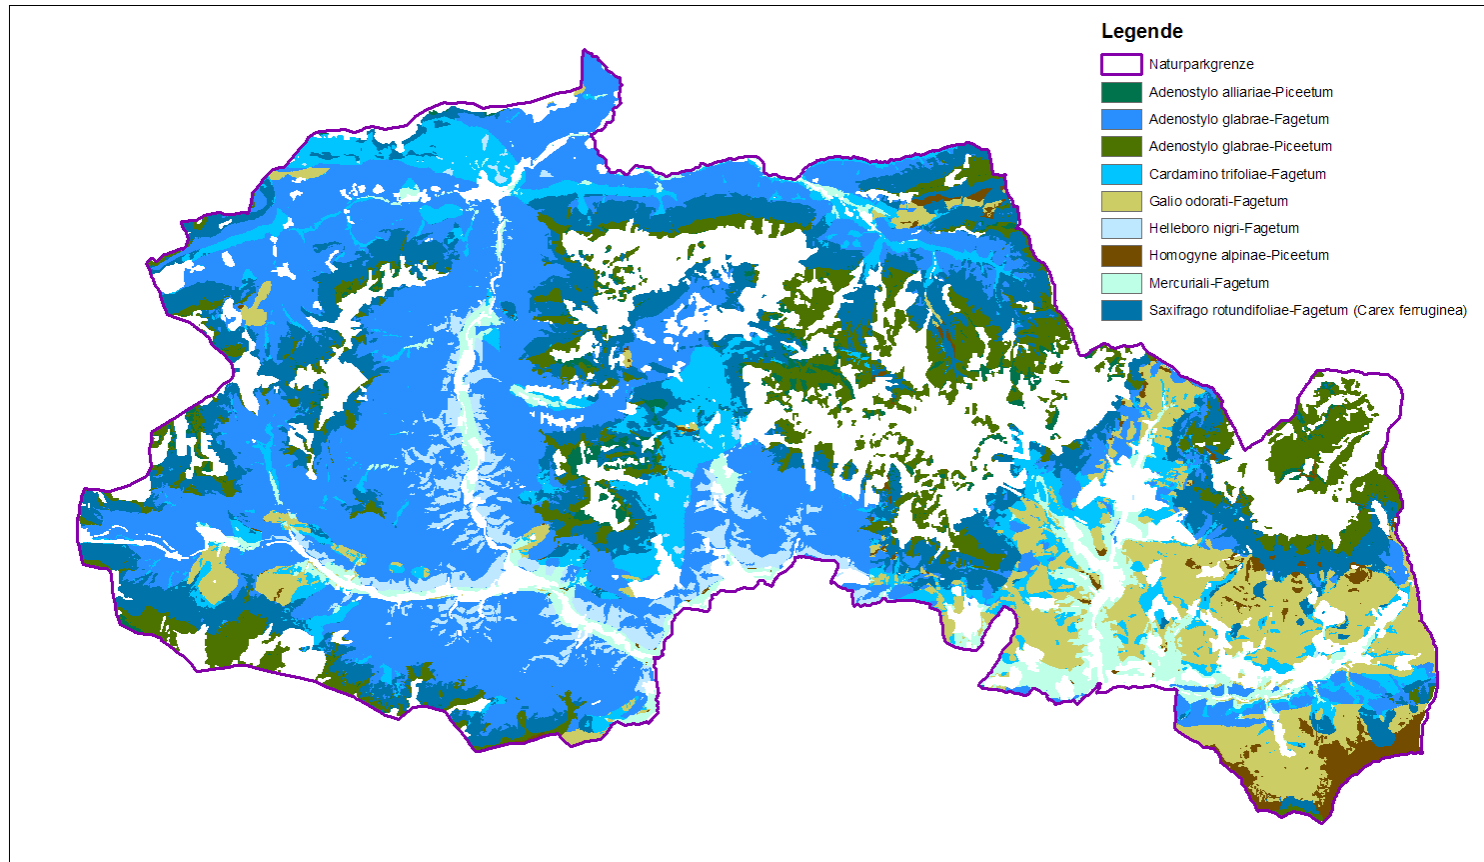 Legende
Naturparkgrenze
Adenostylo alliariae-Piceetum
Adenostylo glabrae-Fagetum
Adenostylo glabrae-Piceetum
Cardamino trifoliae-Fagetum
Galio odorati-Fagetum
Helleboro nigri-Fagetum
Homogyne alpinae-Piceetum
Mercuriali-Fagetum
Saxifrago rotundifoliae-Fagetum (Carex ferruginea)